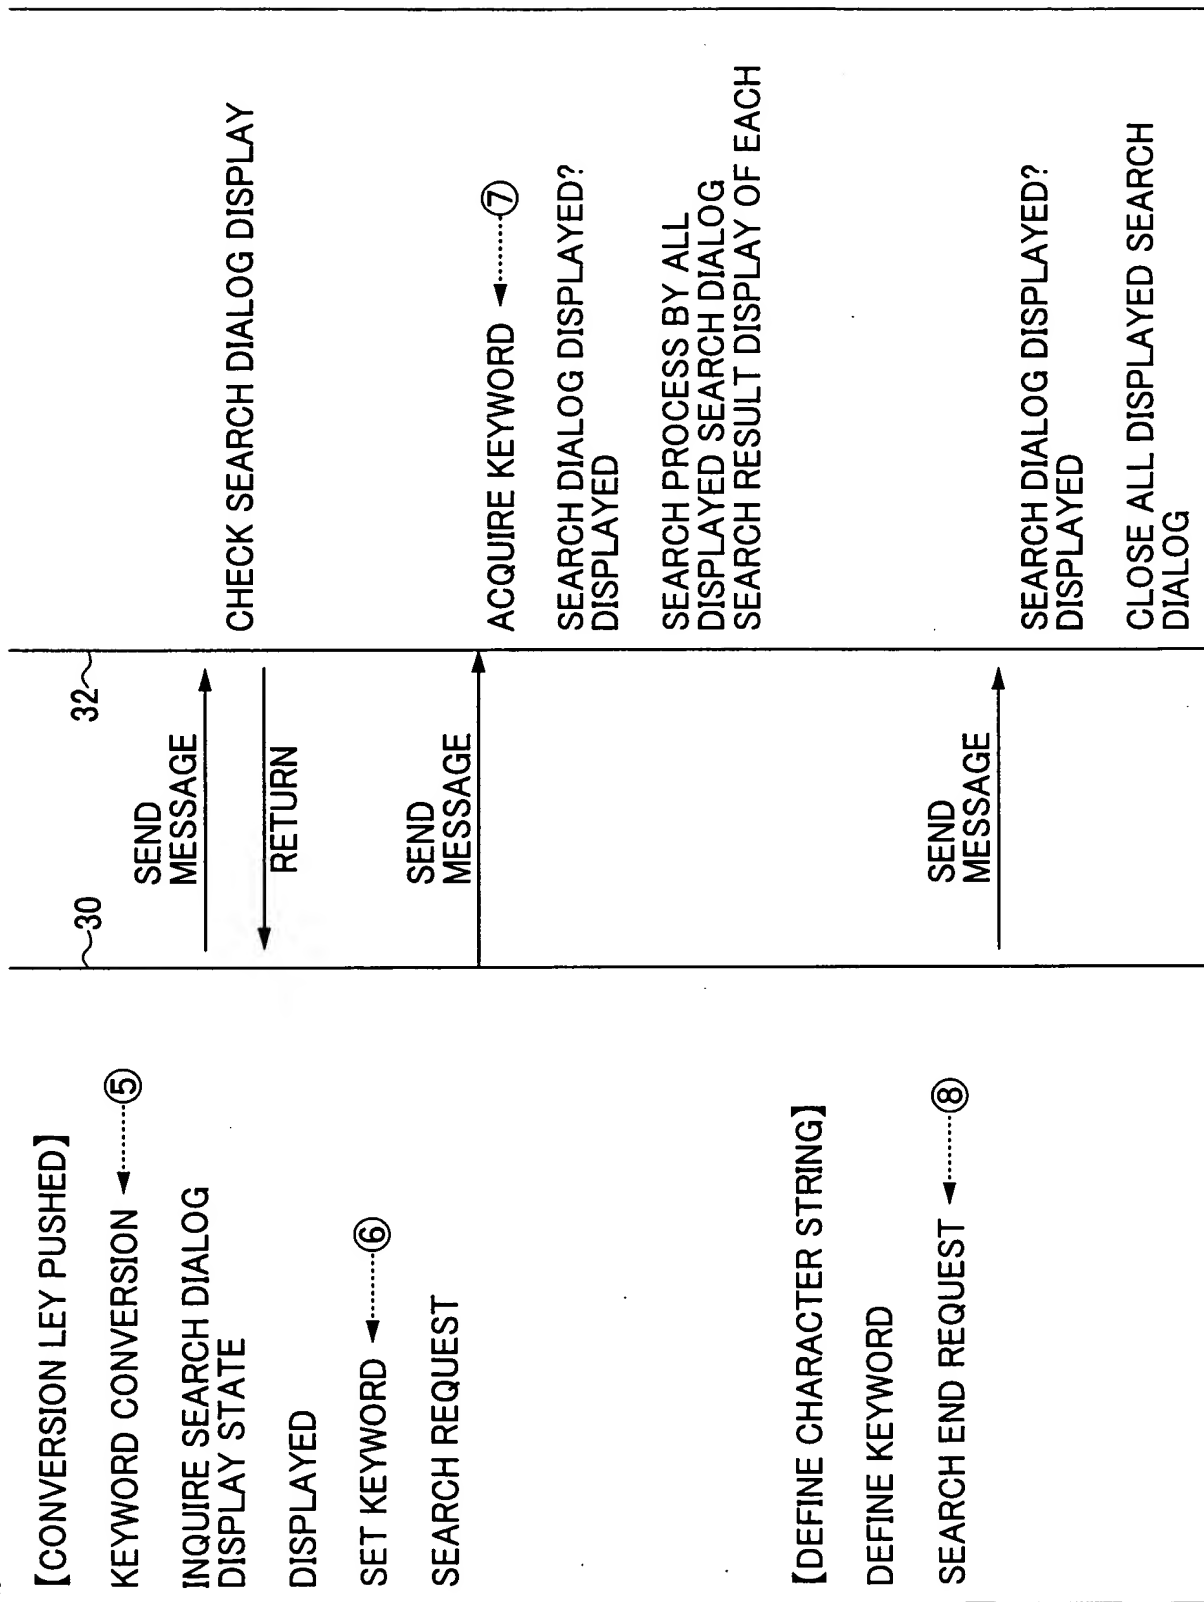 30
32
【CONVERSION LEY PUSHED】
KEYWORD CONVERSION ⑤
SEND
MESSAGE
INQUIRE SEARCH DIALOG
DISPLAY STATE
CHECK SEARCH DIALOG DISPLAY
RETURN
DISPLAYED
SET KEYWORD ⑥
SEARCH REQUEST
SEND
MESSAGE
ACQUIRE KEYWORD ⑦
SEARCH DIALOG DISPLAYED?
DISPLAYED
SEARCH PROCESS BY ALL
DISPLAYED SEARCH DIALOG
SEARCH RESULT DISPLAY OF EACH
【DEFINE CHARACTER STRING】
DEFINE KEYWORD
SEARCH END REQUEST ⑧
SEND
MESSAGE
SEARCH DIALOG DISPLAYED?
DISPLAYED
CLOSE ALL DISPLAYED SEARCH
DIALOG